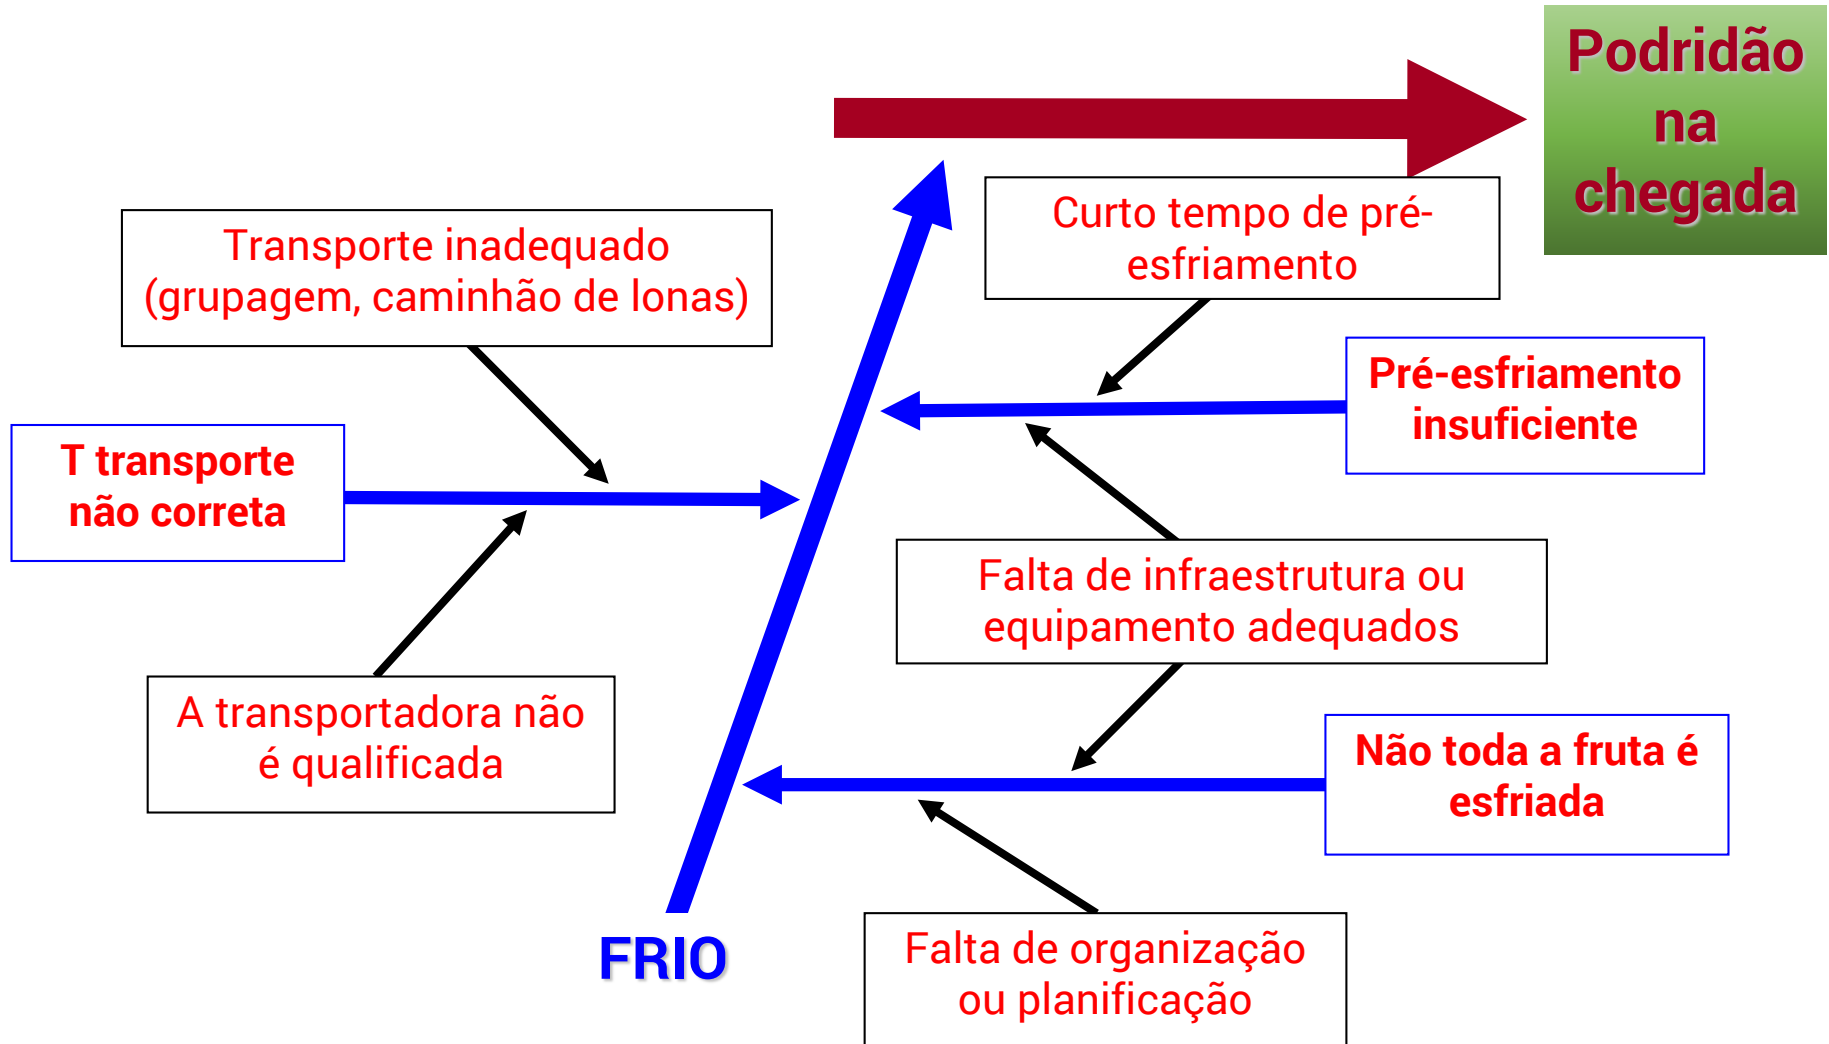 Podridão
na
chegada
Curto tempo de pré-
esfriamento
Transporte inadequado
(grupagem, caminhão de lonas)
Pré-esfriamento
insuficiente
T transporte
não correta
Falta de infraestrutura ou
equipamento adequados
A transportadora não
é qualificada
Não toda a fruta é
esfriada
FRIO
Falta de organização
ou planificação